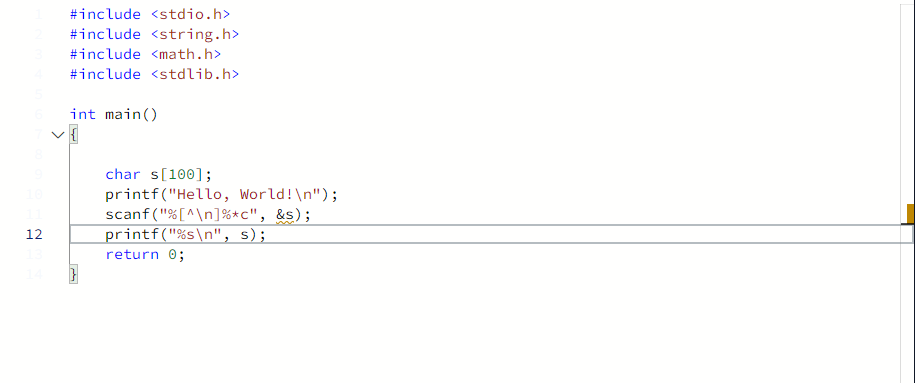 1 #include <stdio.h>
2 #include <string.h>
3 #include <math.h>
4 #include <stdlib.h>
5
6 int main()
7 {
8
9 char s[100];
10 printf("Hello, World!\n");
11 scanf("%[^\n]%*c", &s);
12 printf("%s\n", s);
13 return 0;
14 }